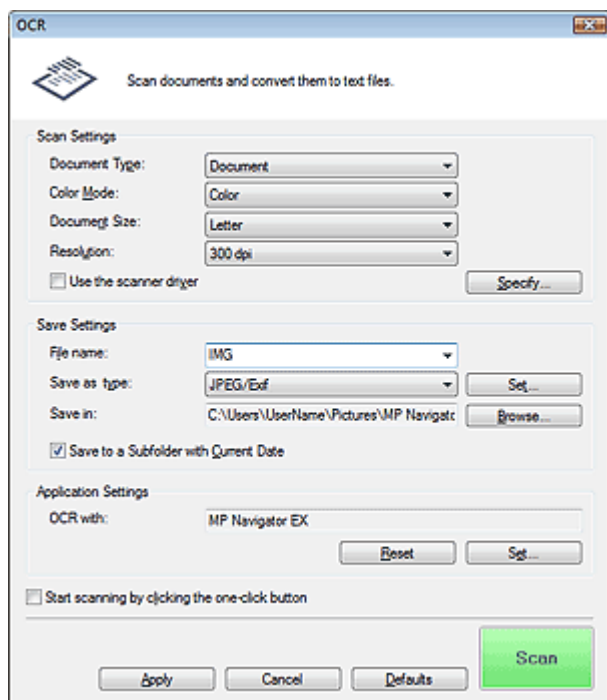 OCR
Scan documents and convert them to text files.
Scan Settings
Document Type: Document
Color Mode: Color
Document Size: Letter
Resolution: 300 dpi
Use the scanner driver Specify...
Save Settings
File name: IMG
Save as type: JPEG/Exif Set...
Save in: C:\Users\UserName\Pictures\MP Navigatc Browse...
Save to a Subfolder with Current Date
Application Settings
OCR with: MP Navigator EX
Reset Set...
Start scanning by clicking the one-click button
Scan
Apply Cancel Defaults